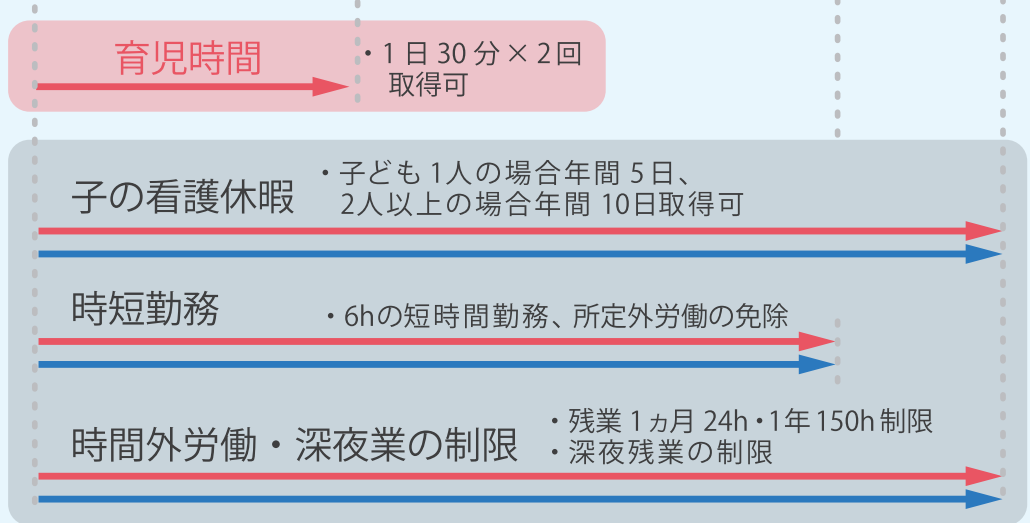 育児時間
・1日30分×2回
取得可
子の看護休暇
・子ども1人の場合年間5日、
2人以上の場合年間10日取得可
時短勤務
・6hの短時間勤務、所定外労働の免除
時間外労働・深夜業の制限
・残業1ヵ月24h・1年150h制限
・深夜残業の制限